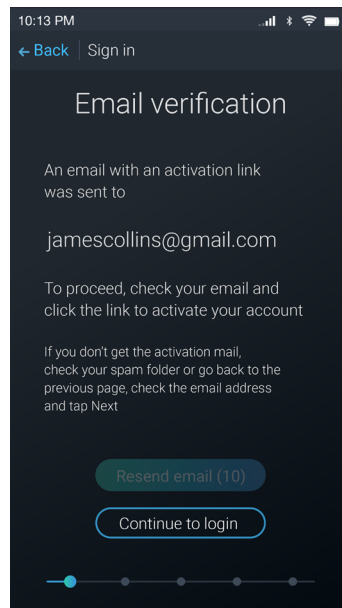 10:13 PM
Back Sign in
Email verification
An email with an activation link
was sent to
jamescollins@gmail.com
To proceed, check your email and
click the link to activate your account
If you don't get the activation mail,
check your spam folder or go back to the
previous page, check the email address
and tap Next
Resend email (10)
Continue to login